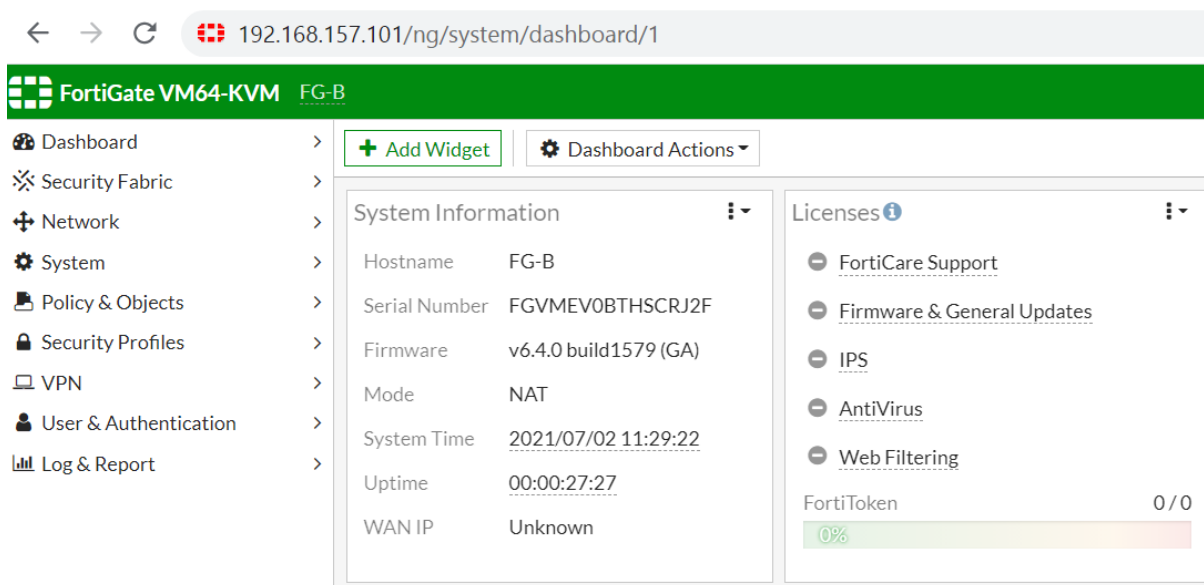 192.168.157.101/ng/system/dashboard/1
FortiGate VM64-KVM FG-B
Dashboard
Security Fabric
Network
System
Policy & Objects
Security Profiles
VPN
User & Authentication
Log & Report
Add Widget
Dashboard Actions
System Information
Hostname FG-B
Serial Number FGVMEV0BTHSCRJ2F
Firmware v6.4.0 build1579 (GA)
Mode NAT
System Time 2021/07/02 11:29:22
Uptime 00:00:27:27
WAN IP Unknown
Licenses
FortiCare Support
Firmware & General Updates
IPS
AntiVirus
Web Filtering
FortiToken 0 / 0
0%